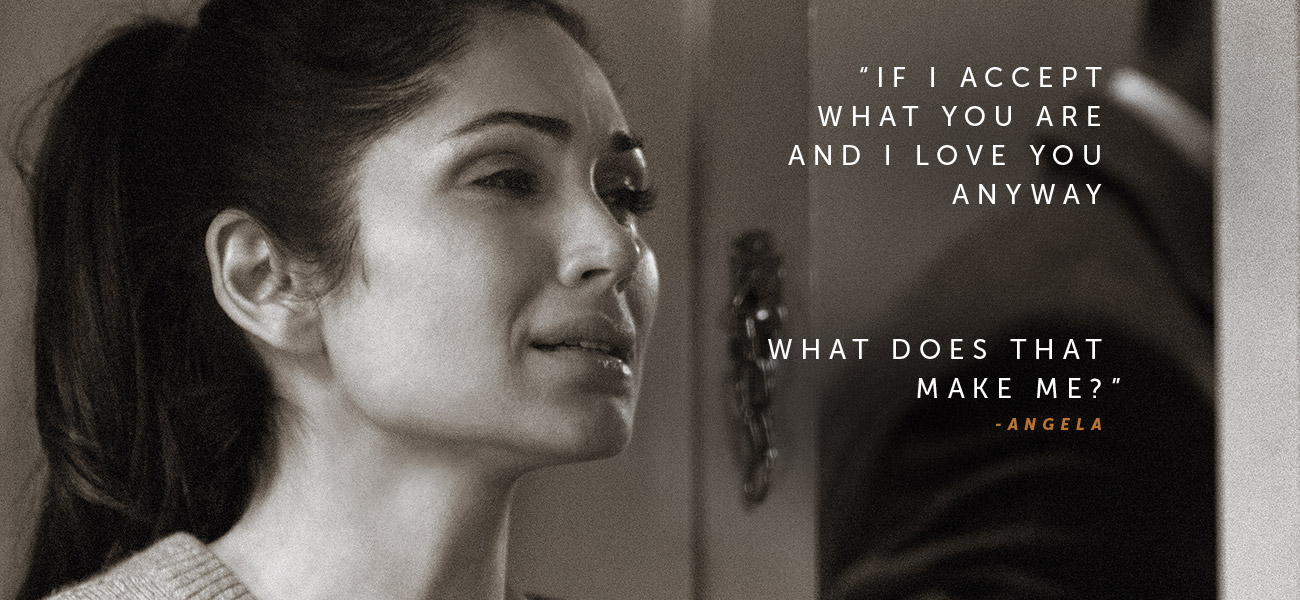 “IF I ACCEPT
WHAT YOU ARE
AND I LOVE YOU
ANYWAY
WHAT DOES THAT
MAKE ME?”
-ANGELA